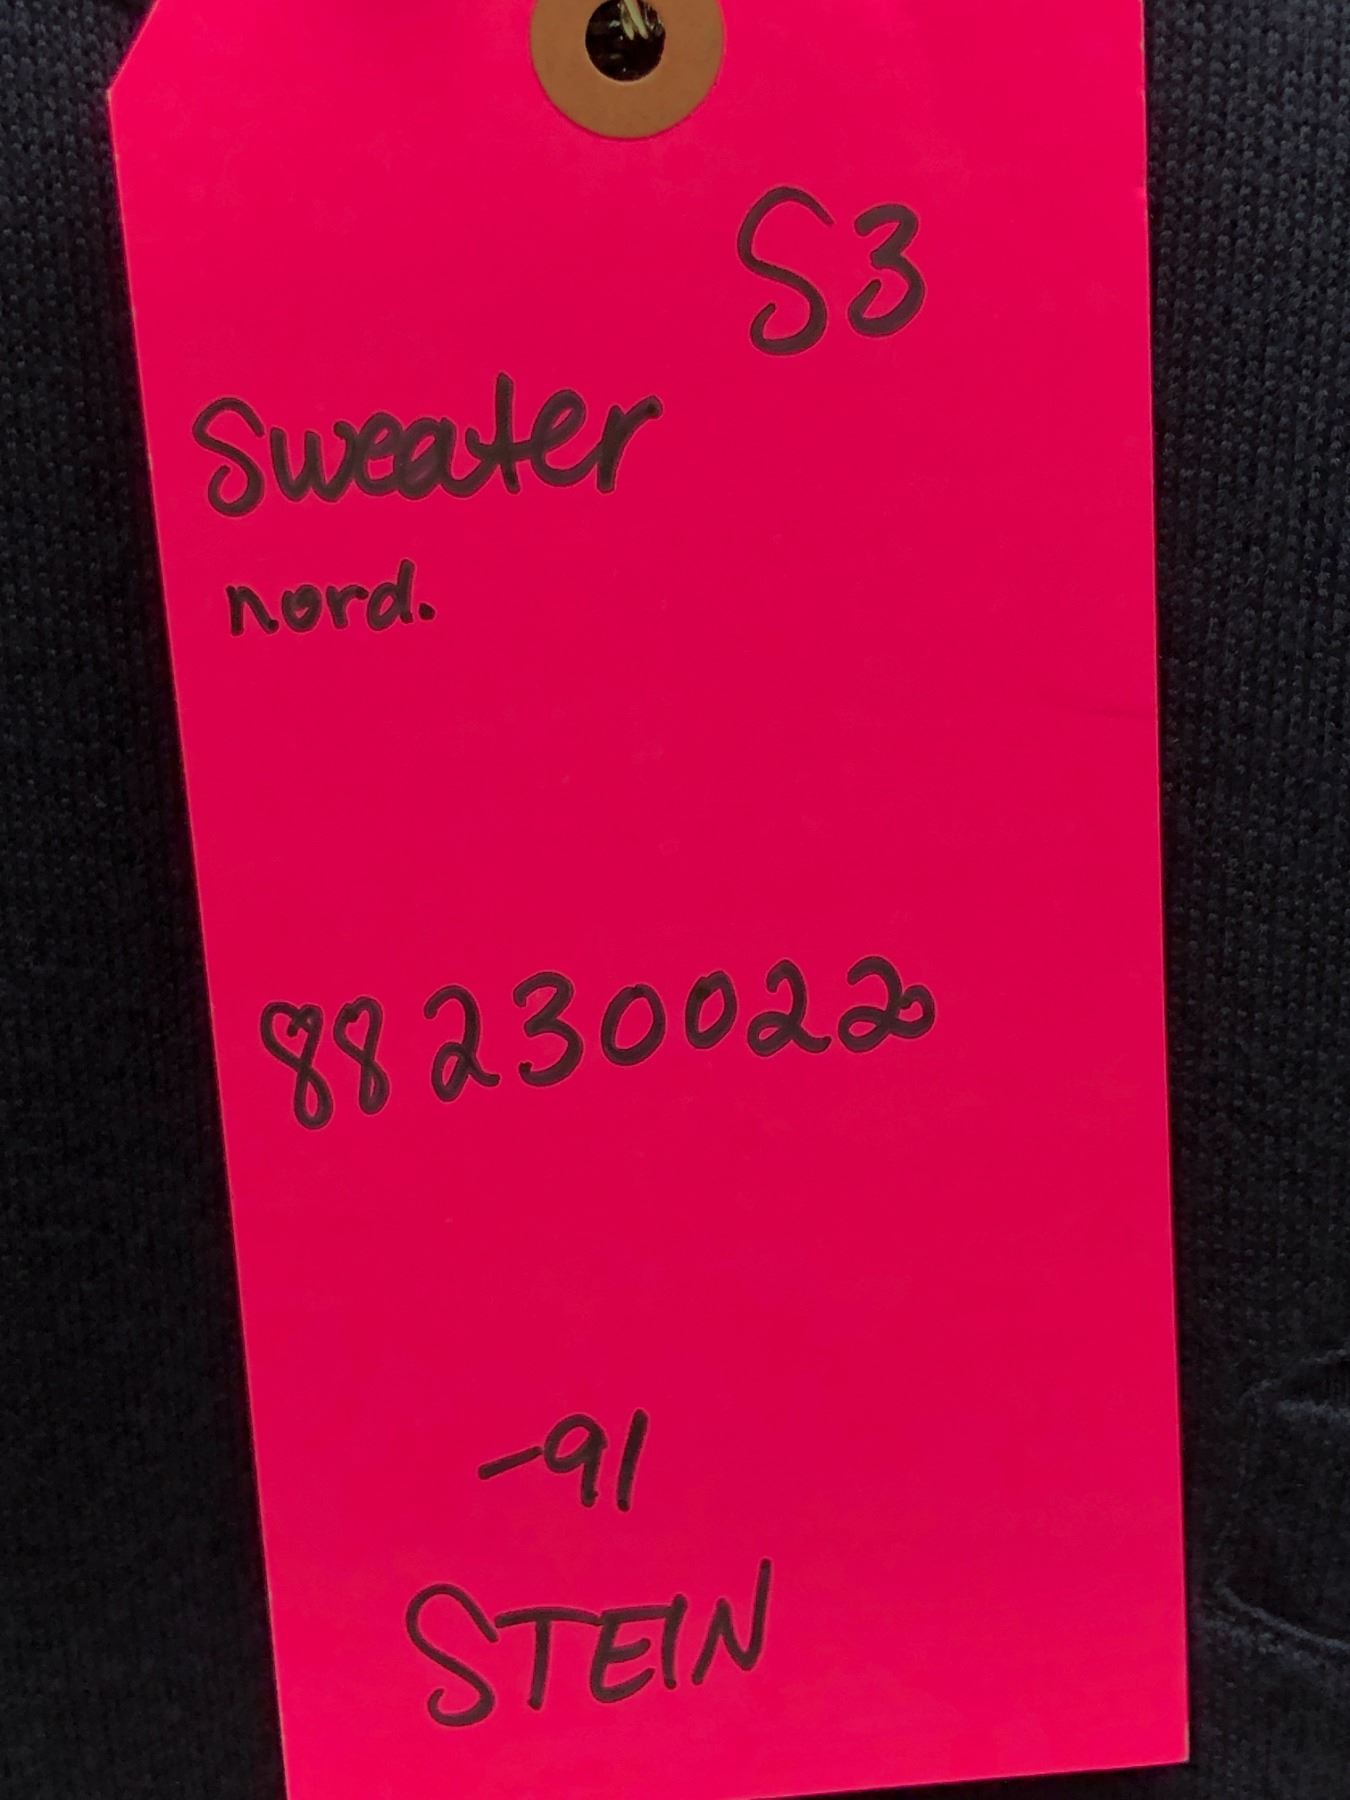 S3
Sweater
nord.
88230022
-91
STEIN